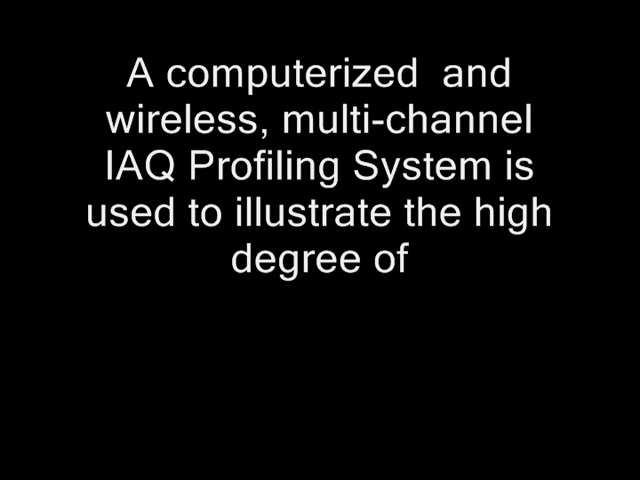 A computerized  and
wireless, multi-channel
IAQ Profiling System is
used to illustrate the high
degree of